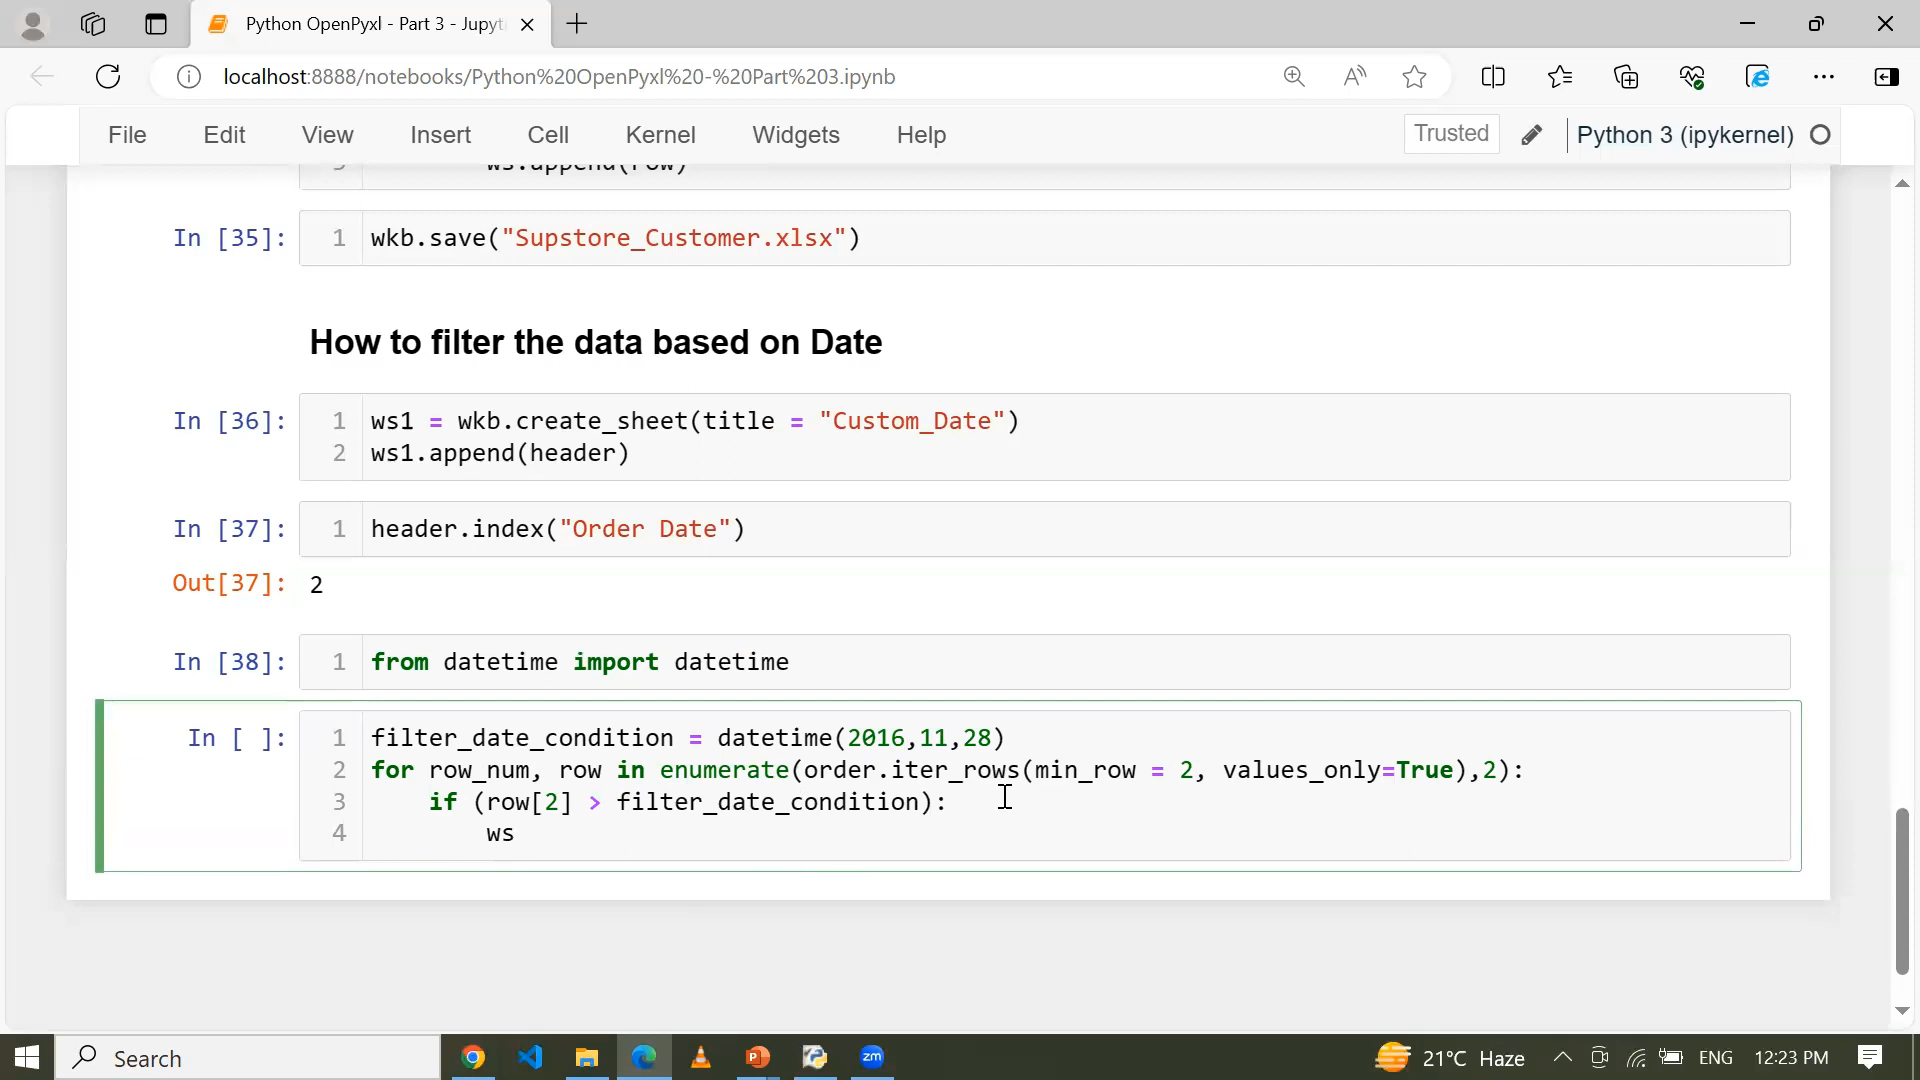 Python OpenPyxl - Part 3 - Jupyt
localhost:8888/notebooks/Python%20OpenPyxl%20-%20Part%203.ipynb
File Edit View Insert Cell Kernel Widgets Help Trusted Python 3 (ipykernel)
ws.append(row)
In [35]: 1 wkb.save("Supstore_Customer.xlsx")
How to filter the data based on Date
In [36]: 1 ws1 = wkb.create_sheet(title = "Custom_Date")
2 ws1.append(header)
In [37]: 1 header.index("Order Date")
Out[37]: 2
In [38]: 1 from datetime import datetime
In [ ]: 1 filter_date_condition = datetime(2016,11,28)
2 for row_num, row in enumerate(order.iter_rows(min_row = 2, values_only=True),2):
3 if (row[2] > filter_date_condition):
4 ws
Search 21°C Haze ENG 12:23 PM